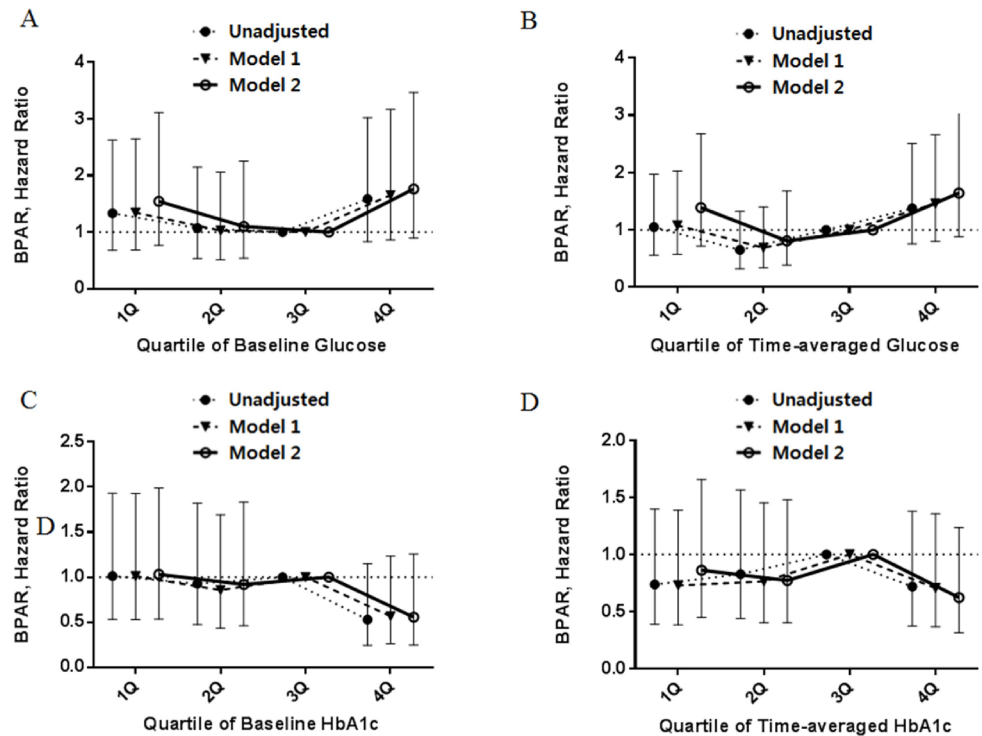 A
Unadjusted
Model 1
Model 2
BPAR, Hazard Ratio
4
3
2
1
0
1Q
2Q
3Q
4Q
Quartile of Baseline Glucose
B
Unadjusted
Model 1
Model 2
BPAR, Hazard Ratio
4
3
2
1
0
1Q
2Q
3Q
4Q
Quartile of Time-averaged Glucose
C
Unadjusted
Model 1
Model 2
BPAR, Hazard Ratio
D
2.5
2.0
1.5
1.0
0.5
0.0
1Q
2Q
3Q
4Q
Quartile of Baseline HbA1c
D
Unadjusted
Model 1
Model 2
BPAR, Hazard Ratio
2.0
1.5
1.0
0.5
0.0
1Q
2Q
3Q
4Q
Quartile of Time-averaged HbA1c